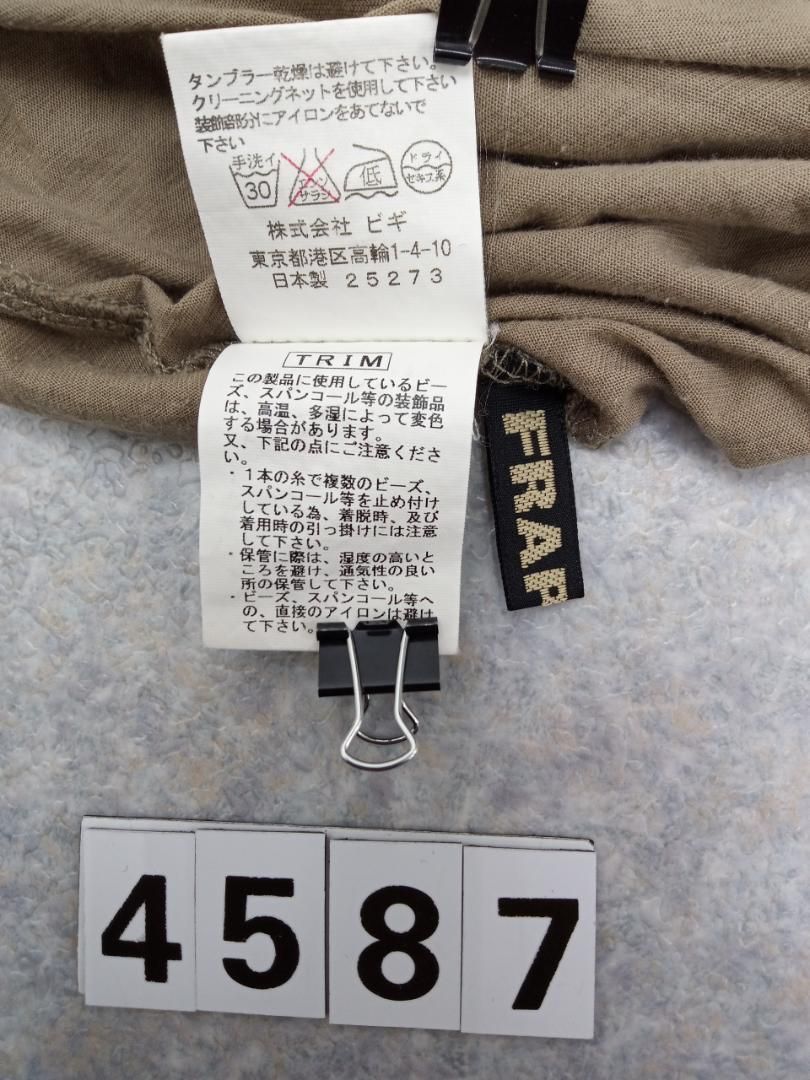 タンブラー乾燥は避けて下さい。
クリーニングネットを使用して下さい
装飾部分にアイロンをあてないで
下さい
手洗イ
30
エンソ
サラシ
低
ドライ
セキユ系
株式会社 ビギ
東京都港区高輪1-4-10
日本製 25273
TRIM
この製品に使用しているビー
ズ、スパンコール等の装飾品
は、高温、多湿によって変色
する場合があります。
又、下記の点にご注意くださ
い。
・1本の糸で複数のビーズ、
スパンコール等を止め付け
している為、着脱時、及び
着用時の引っ掛けには注意
して下さい。
・保管に際は、湿度の高いと
ころを避け、通気性の良い
所の保管して下さい。
・ビーズ、スパンコール等へ
の、直接のアイロンは避け
て下さい。
FRAP
4587